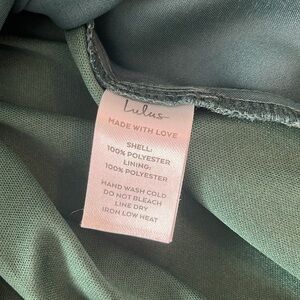 Lulus
MADE WITH LOVE
SHELL:
100% POLYESTER
LINING:
100% POLYESTER
HAND WASH COLD
DO NOT BLEACH
LINE DRY
IRON LOW HEAT